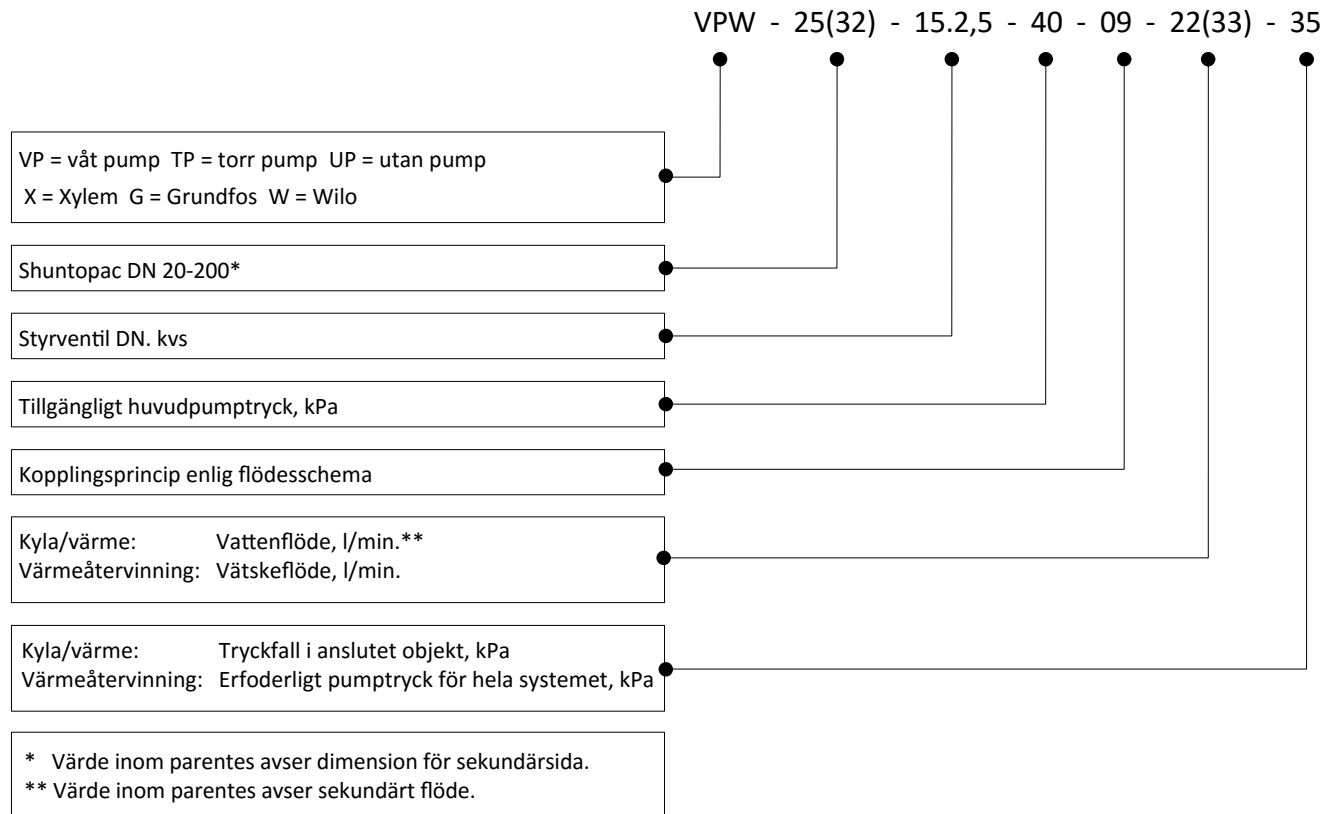 VPW - 25(32) - 15.2,5 - 40 - 09 - 22(33) - 35
VP = våt pump TP = torr pump UP = utan pump
X = Xylem G = Grundfos W = Wilo
Shuntopac DN 20-200*
Styrventil DN. kvs
Tillgängligt huvudpumptryck, kPa
Kopplingsprincip enlig flödesschema
Kyla/värme: Vattenflöde, l/min.**
Värmeåtervinning: Vätskeflöde, l/min.
Kyla/värme: Tryckfall i anslutet objekt, kPa
Värmeåtervinning: Erfoderligt pumptryck för hela systemet, kPa
* Värde inom parentes avser dimension för sekundärsida.
** Värde inom parentes avser sekundärt flöde.